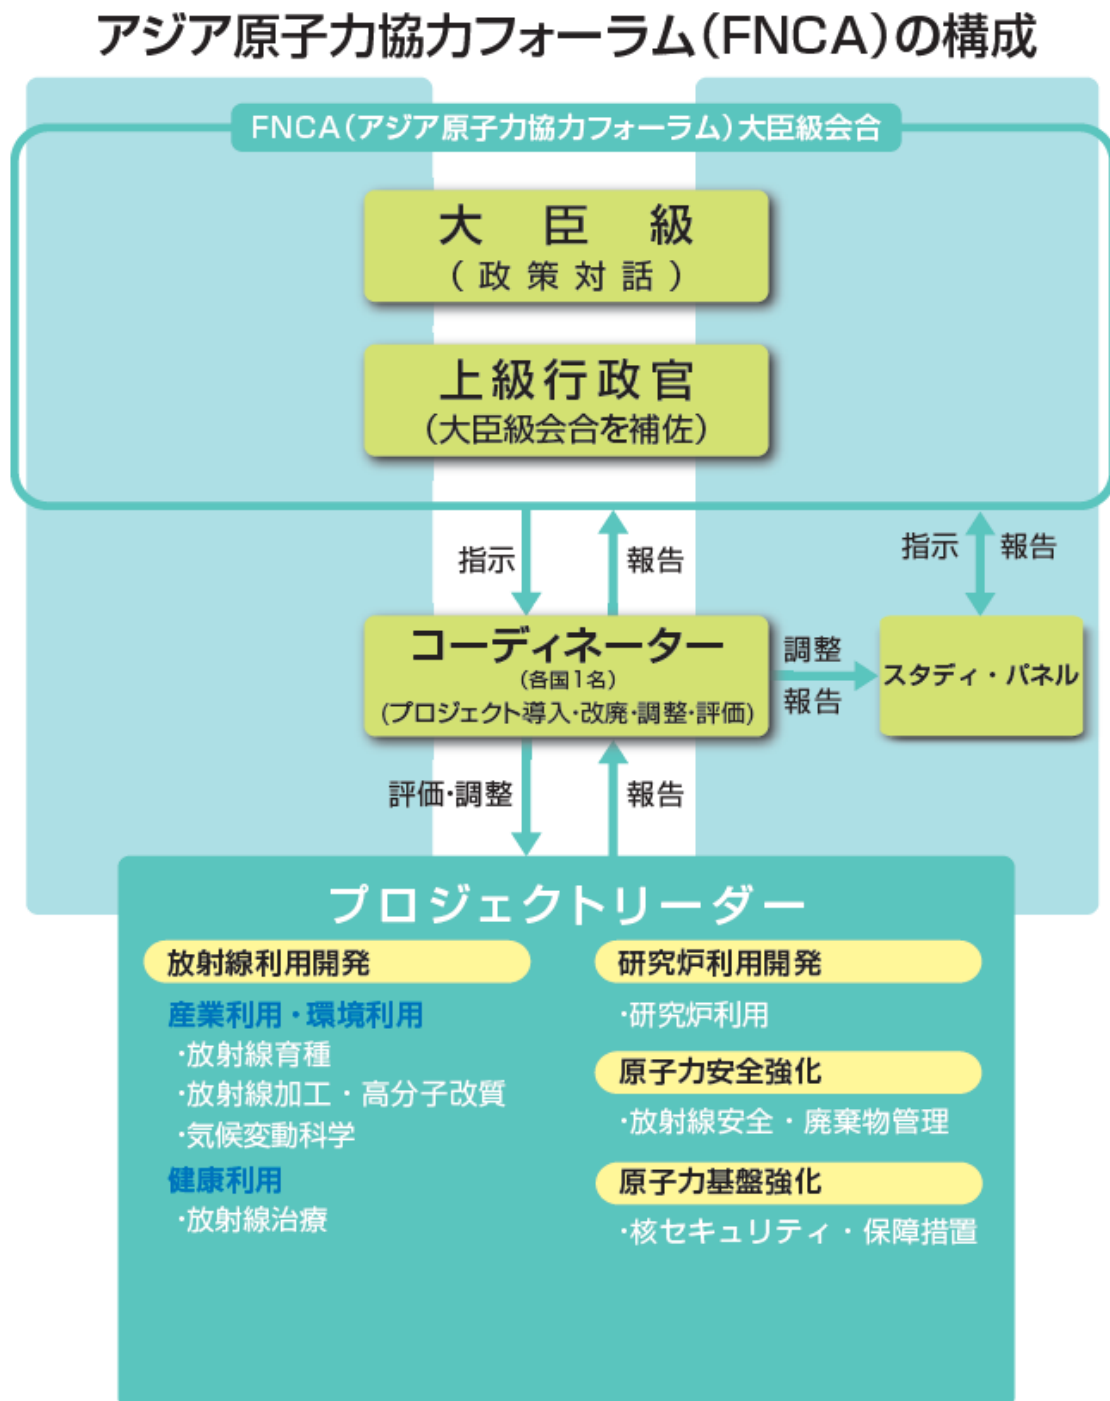 アジア原子力協力フォーラム(FNCA)の構成
FNCA(アジア原子力協力フォーラム)大臣級会合
大臣級
(政策対話)
上級行政官
(大臣級会合を補佐)
指示
報告
指示
報告
コーディネーター
(各国1名)
(プロジェクト導入・改廃・調整・評価)
調整
報告
スタディ・パネル
評価・調整
報告
プロジェクトリーダー
放射線利用開発
産業利用・環境利用
・放射線育種
・放射線加工・高分子改質
・気候変動科学
健康利用
・放射線治療
研究炉利用開発
・研究炉利用
原子力安全強化
・放射線安全・廃棄物管理
原子力基盤強化
・核セキュリティ・保障措置